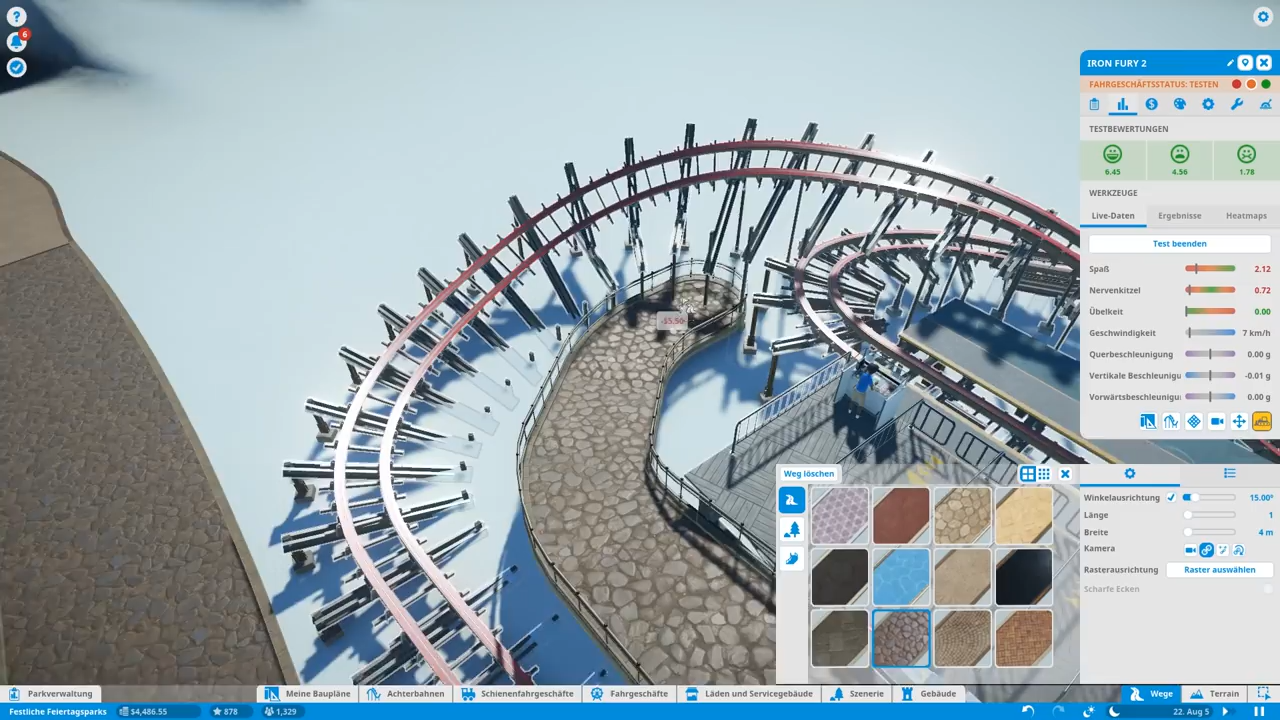 ?
6
IRON FURY 2
FAHRGESCHÄFTSSTATUS: TESTEN
TESTBEWERTUNGEN
6.45 4.56 1.78
WERKZEUGE
Live-Daten Ergebnisse Heatmaps
Test beenden
Spaß 2.12
Nervenkitzel 0.72
Übelkeit 0.00
Geschwindigkeit 7 km/h
Querbeschleunigung 0.00 g
Vertikale Beschleunigu -0.01 g
Vorwärtsbeschleunigu 0.00 g
-$5.50
Weg löschen
Winkelausrichtung 15.00°
Länge 1
Breite 4 m
Kamera
Rasterausrichtung Raster auswählen
Scharfe Ecken
Parkverwaltung Meine Baupläne Achterbahnen Schienenfahrgeschäfte Fahrgeschäfte Läden und Servicegebäude Szenerie Gebäude Wege Terrain
Festliche Feiertagsparks $4,486.55 878 1,329 22. Aug 5